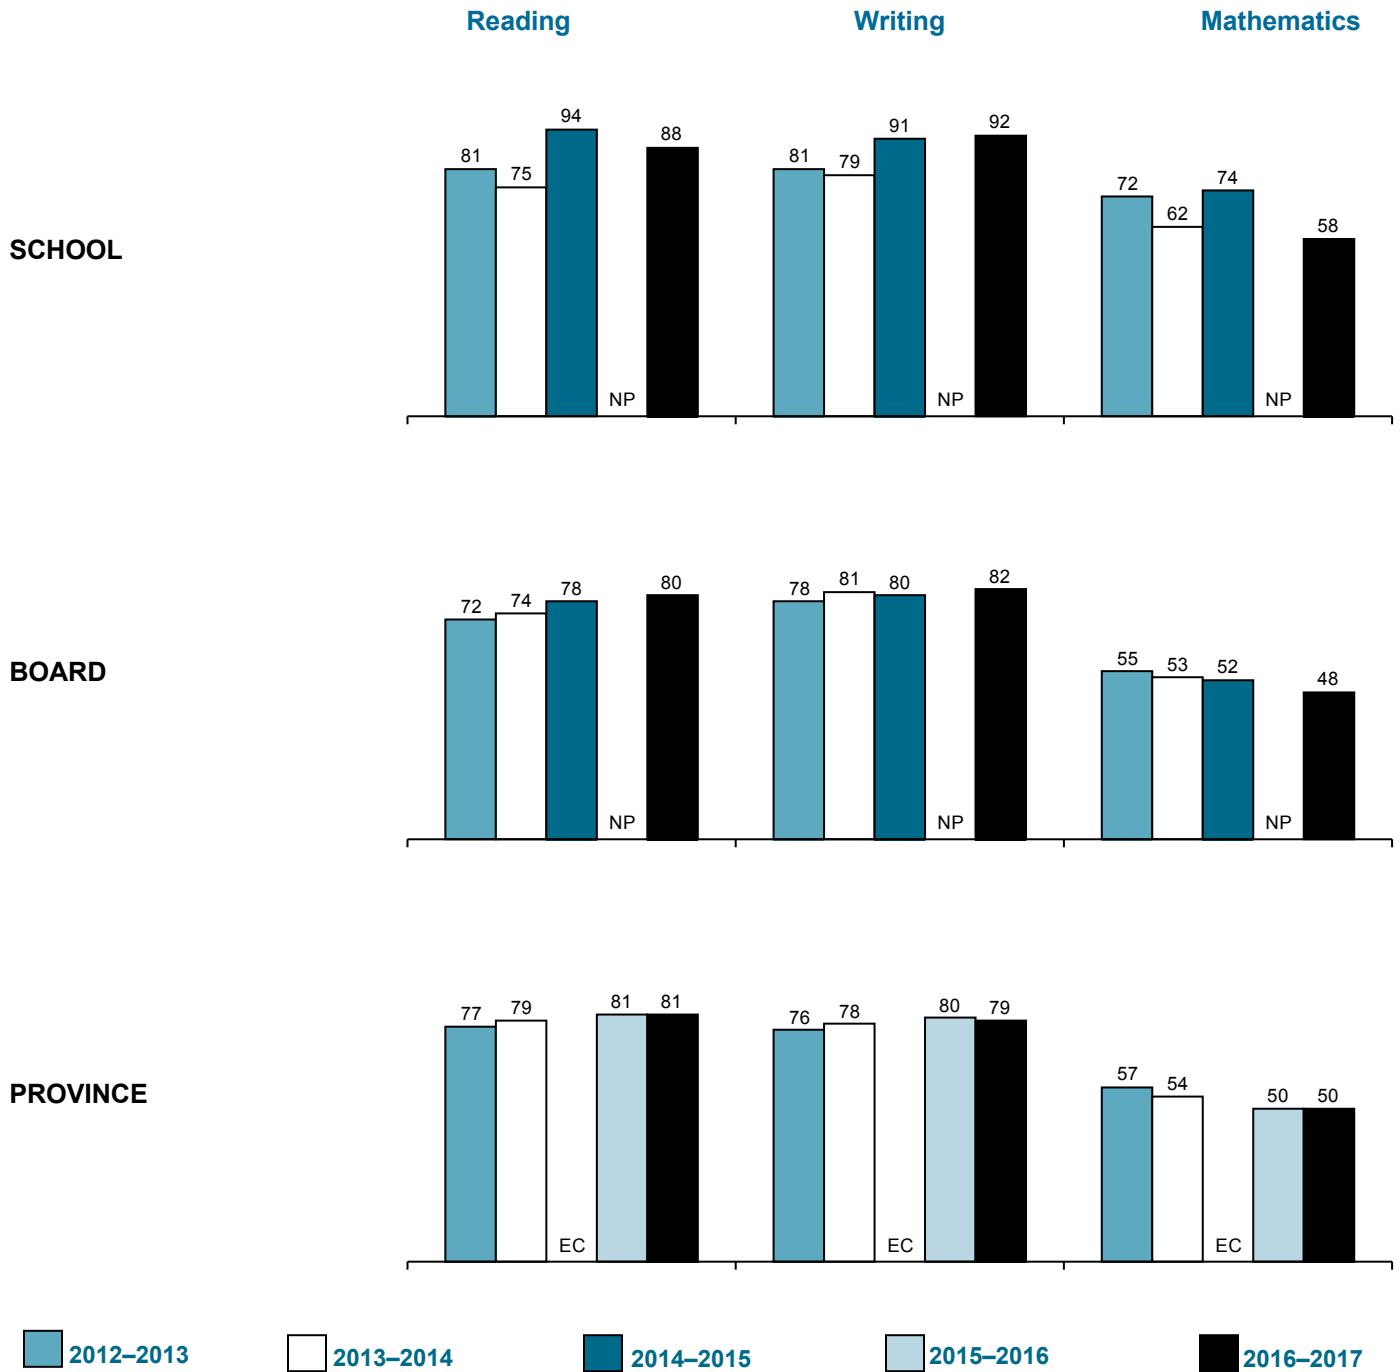 Reading Writing Mathematics
SCHOOL
81 75 94 NP 88 81 79 91 NP 92 72 62 74 NP 58
BOARD
72 74 78 NP 80 78 81 80 NP 82 55 53 52 NP 48
PROVINCE
77 79 EC 81 81 76 78 EC 80 79 57 54 EC 50 50
2012–2013 2013–2014 2014–2015 2015–2016 2016–2017